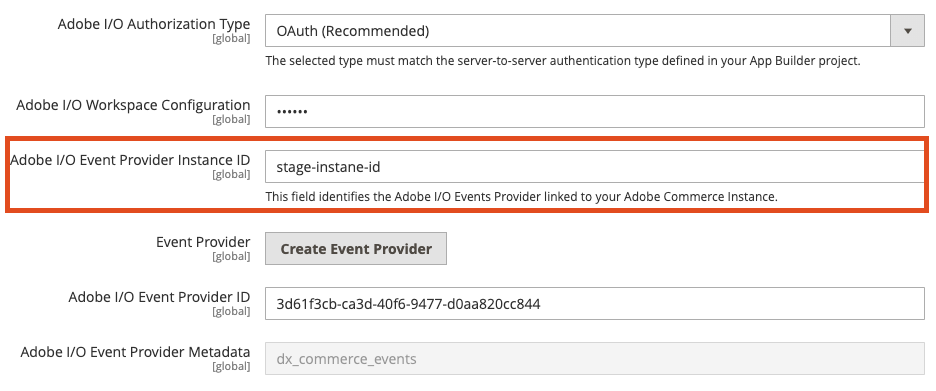 Adobe I/O Authorization Type
[global]
OAuth (Recommended)
The selected type must match the server-to-server authentication type defined in your App Builder project.
Adobe I/O Workspace Configuration
[global]
••••••
Adobe I/O Event Provider Instance ID
[global]
stage-instane-id
This field identifies the Adobe I/O Events Provider linked to your Adobe Commerce Instance.
Event Provider
[global]
Create Event Provider
Adobe I/O Event Provider ID
[global]
3d61f3cb-ca3d-40f6-9477-d0aa820cc844
Adobe I/O Event Provider Metadata
[global]
dx_commerce_events